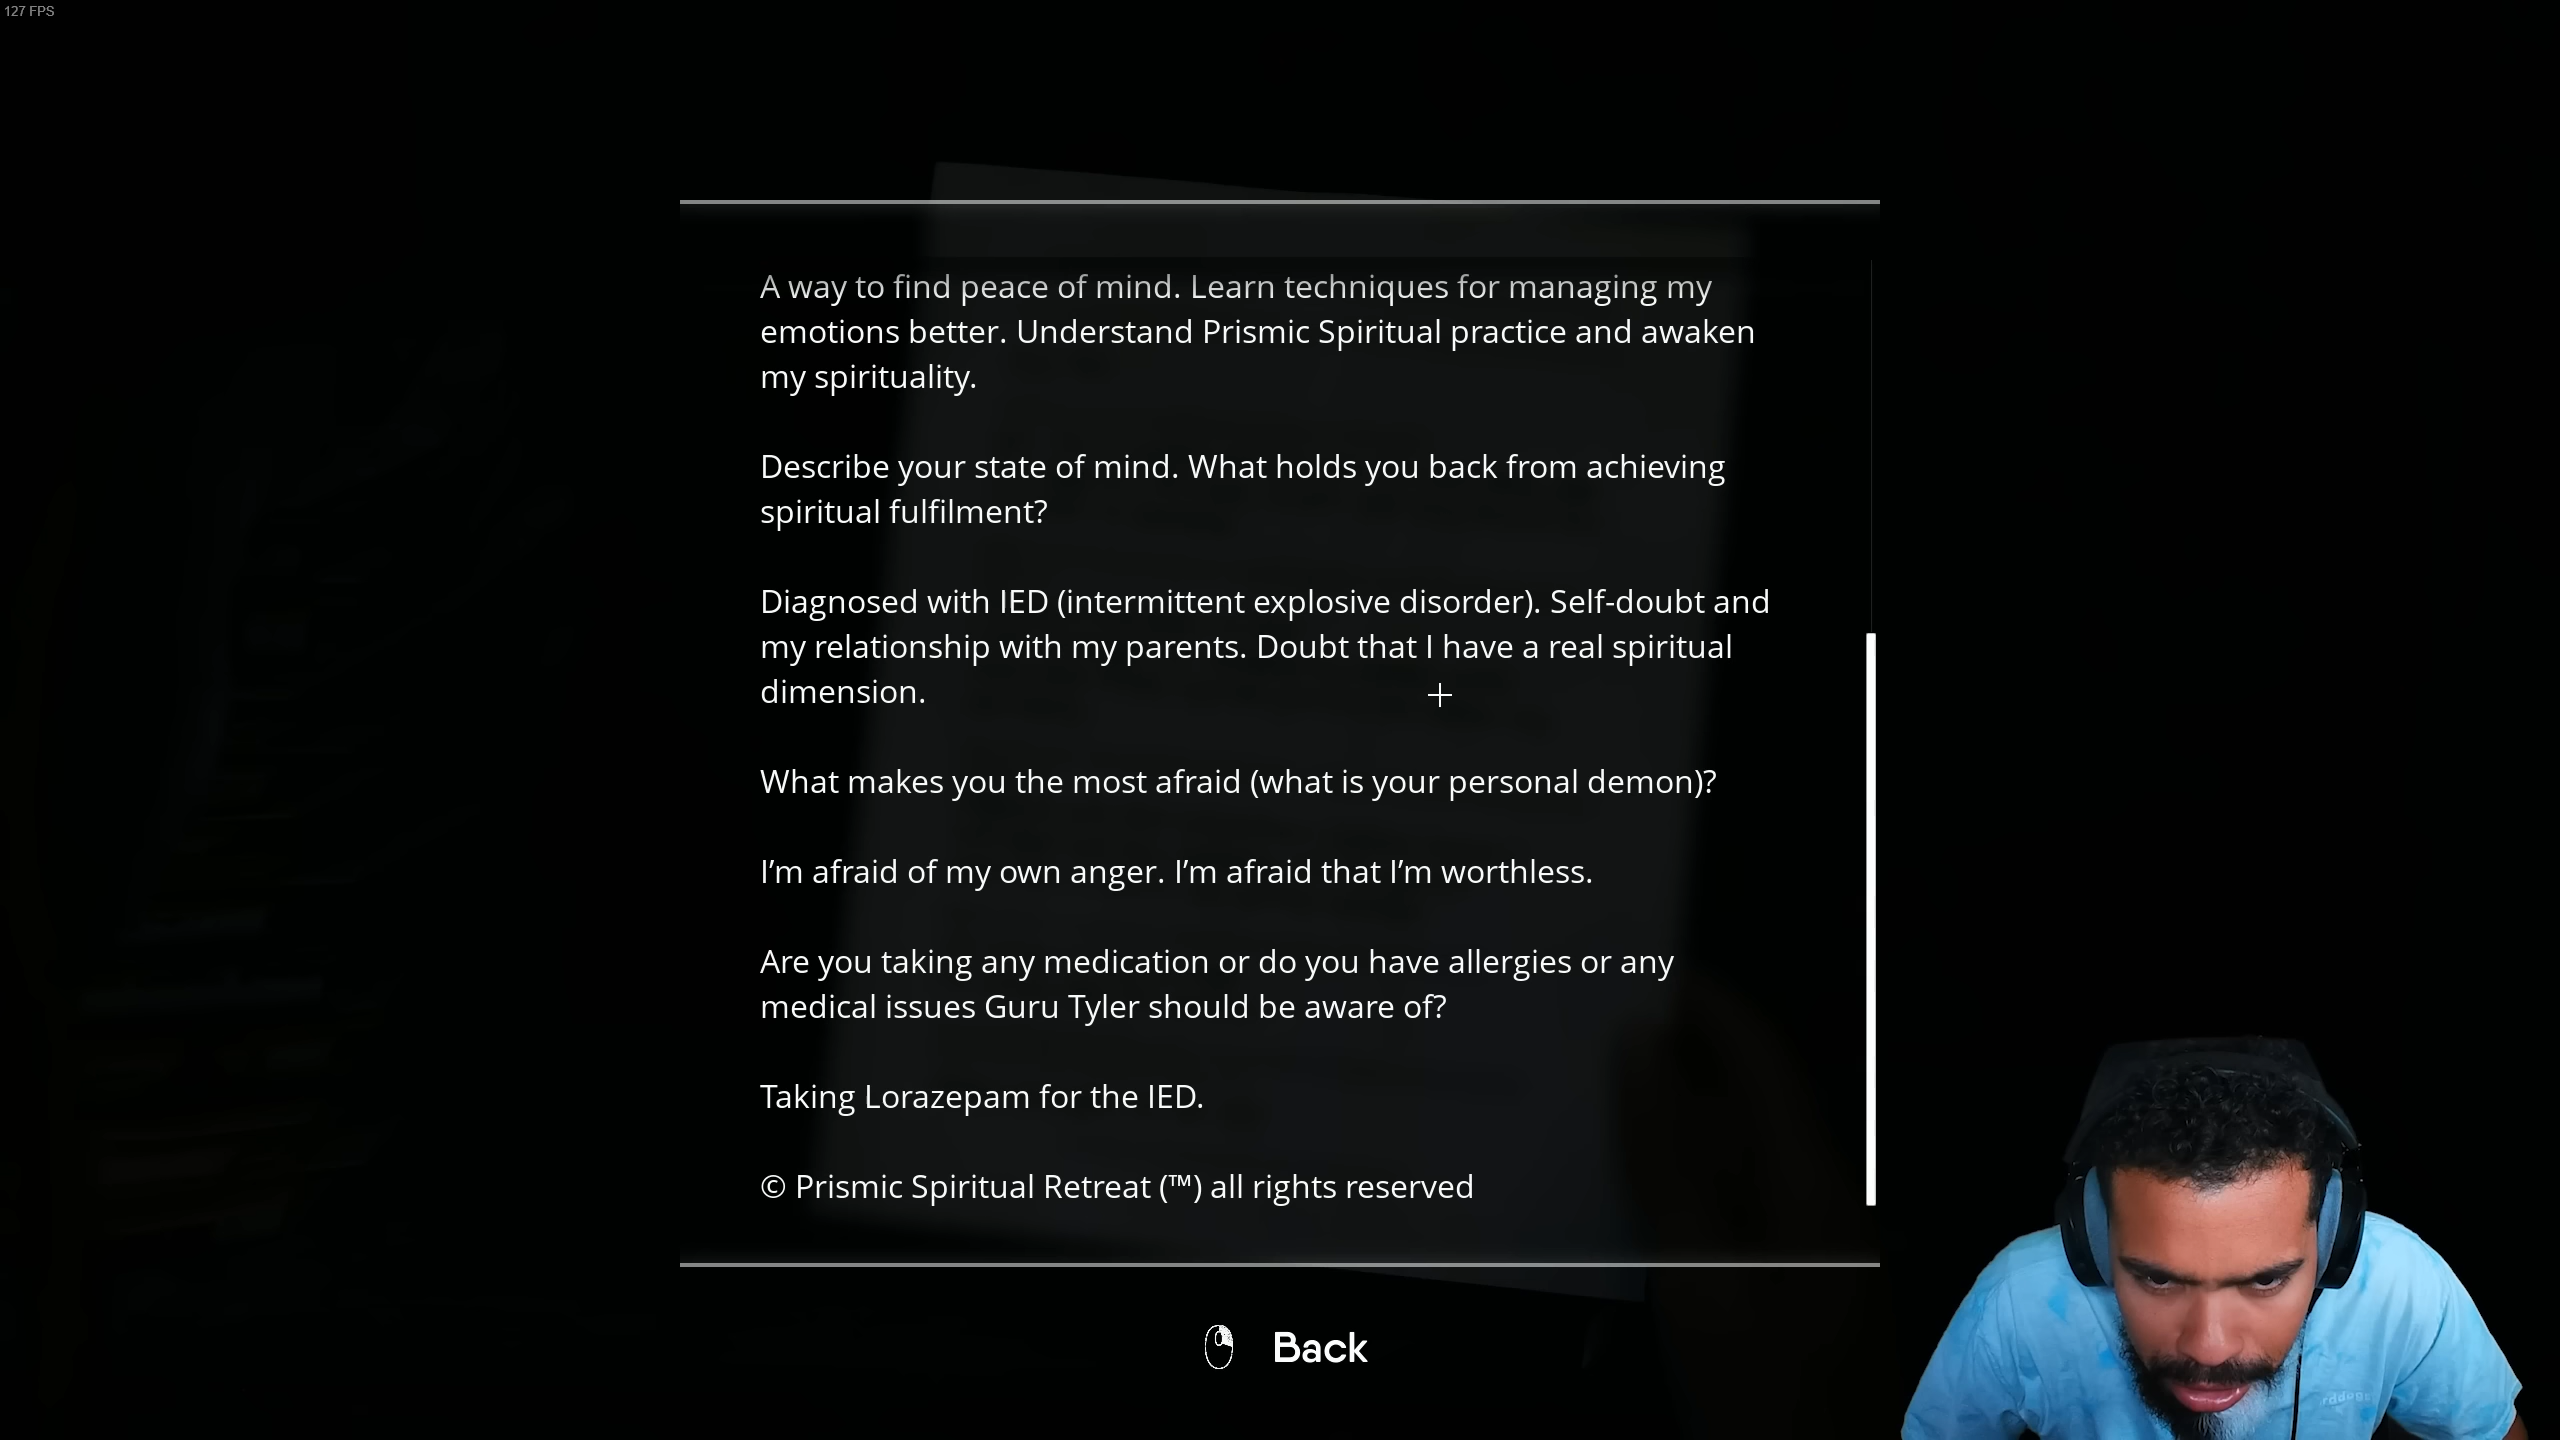 127 FPS
A way to find peace of mind. Learn techniques for managing my
emotions better. Understand Prismic Spiritual practice and awaken
my spirituality.
Describe your state of mind. What holds you back from achieving
spiritual fulfilment?
Diagnosed with IED (intermittent explosive disorder). Self-doubt and
my relationship with my parents. Doubt that I have a real spiritual
dimension.
What makes you the most afraid (what is your personal demon)?
I’m afraid of my own anger. I’m afraid that I’m worthless.
Are you taking any medication or do you have allergies or any
medical issues Guru Tyler should be aware of?
Taking Lorazepam for the IED.
© Prismic Spiritual Retreat (™) all rights reserved
Back